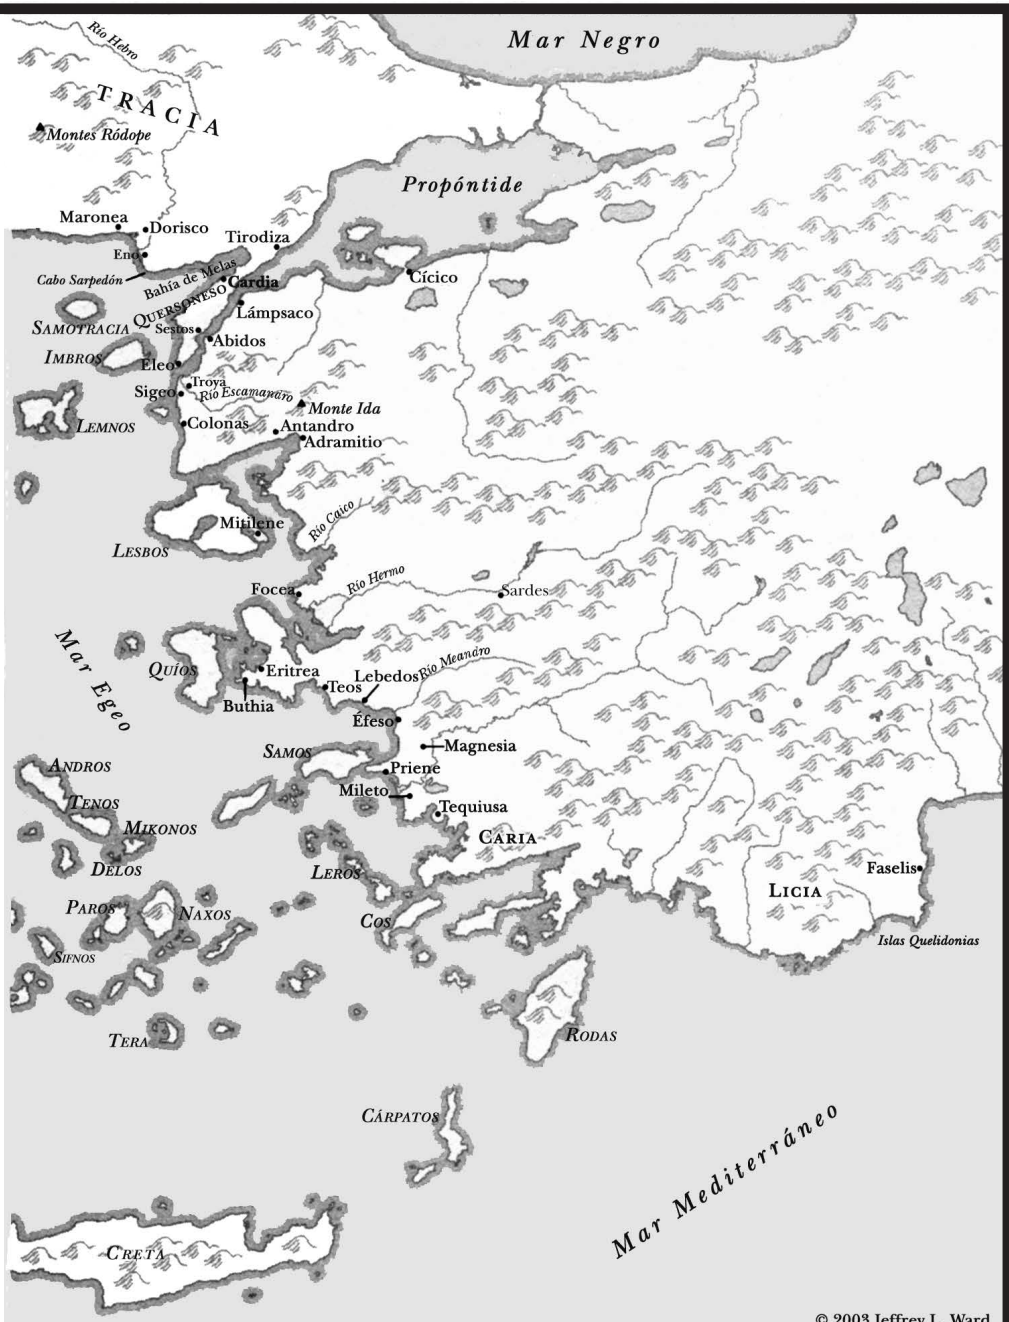 Mar Negro
Río Hebro
TRACIA
Montes Ródope
Propóntide
Maronea
Dorisco
Tirodiza
Eno
Cabo Sarpedón
Bahía de Melas
Cardia
Cícico
QUERSONESO
Lámpsaco
SAMOTRACIA
Sestos
Abidos
IMBROS
Eleo
Troya
Sigeo
Río Escamandro
Monte Ida
LEMNOS
Colonas
Antandro
Adramitio
Mitilene
Río Caico
LESBOS
Focea
Río Hermo
Sardes
Mar Egeo
QUÍOS
Eritrea
Lebedos
Río Meandro
Teos
Buthia
Éfeso
SAMOS
Magnesia
ANDROS
Priene
Mileto
TENOS
Tequiusa
MIKONOS
CARIA
DELOS
LEROS
Faselis
LICIA
PAROS
NAXOS
COS
Islas Quelidonias
SIFNOS
TERA
RODAS
CÁRPATOS
Mar Mediterráneo
CRETA
© 2003 Jeffrey L. Ward